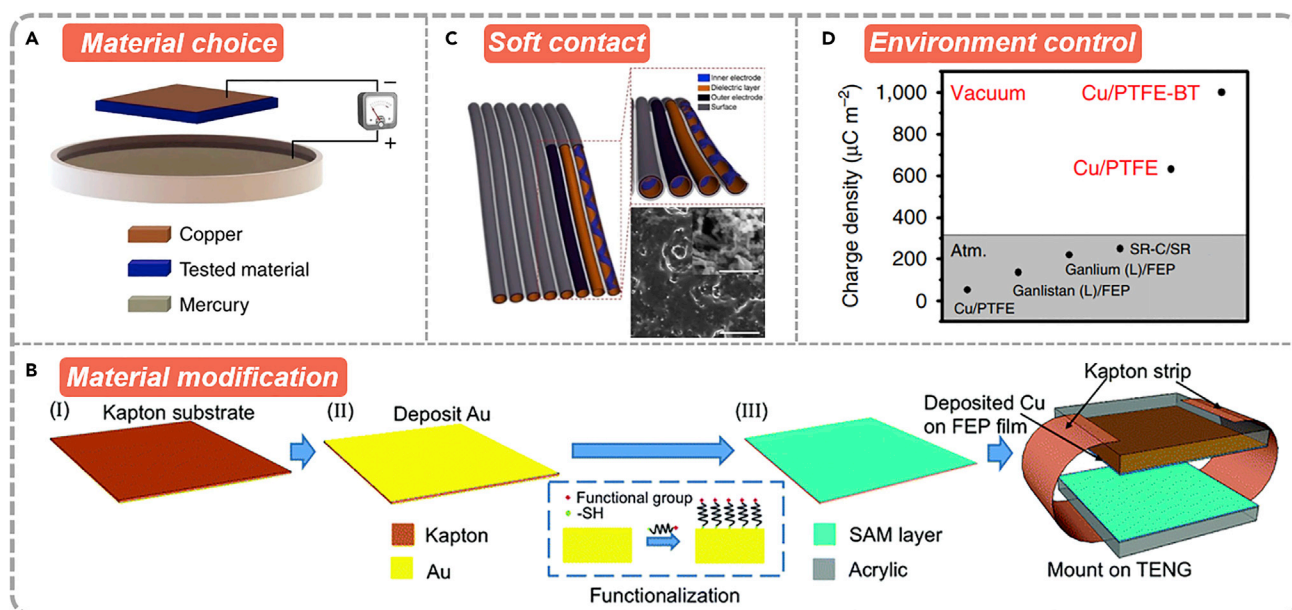 A
Material choice
−
+
Copper
Tested material
Mercury
C
Soft contact
Inner electrode
Dielectric layer
Outer electrode
Surface
D
Environment control
Charge density (μC m−2)
1,000
800
600
400
200
0
Vacuum
Cu/PTFE-BT
Cu/PTFE
Atm.
SR-C/SR
Ganlium (L)/FEP
Ganlistan (L)/FEP
Cu/PTFE
B
Material modification
(I)
Kapton substrate
(II)
Deposit Au
(III)
Kapton strip
Deposited Cu
on FEP film
Functional group
-SH
Kapton
Au
Functionalization
SAM layer
Acrylic
Mount on TENG